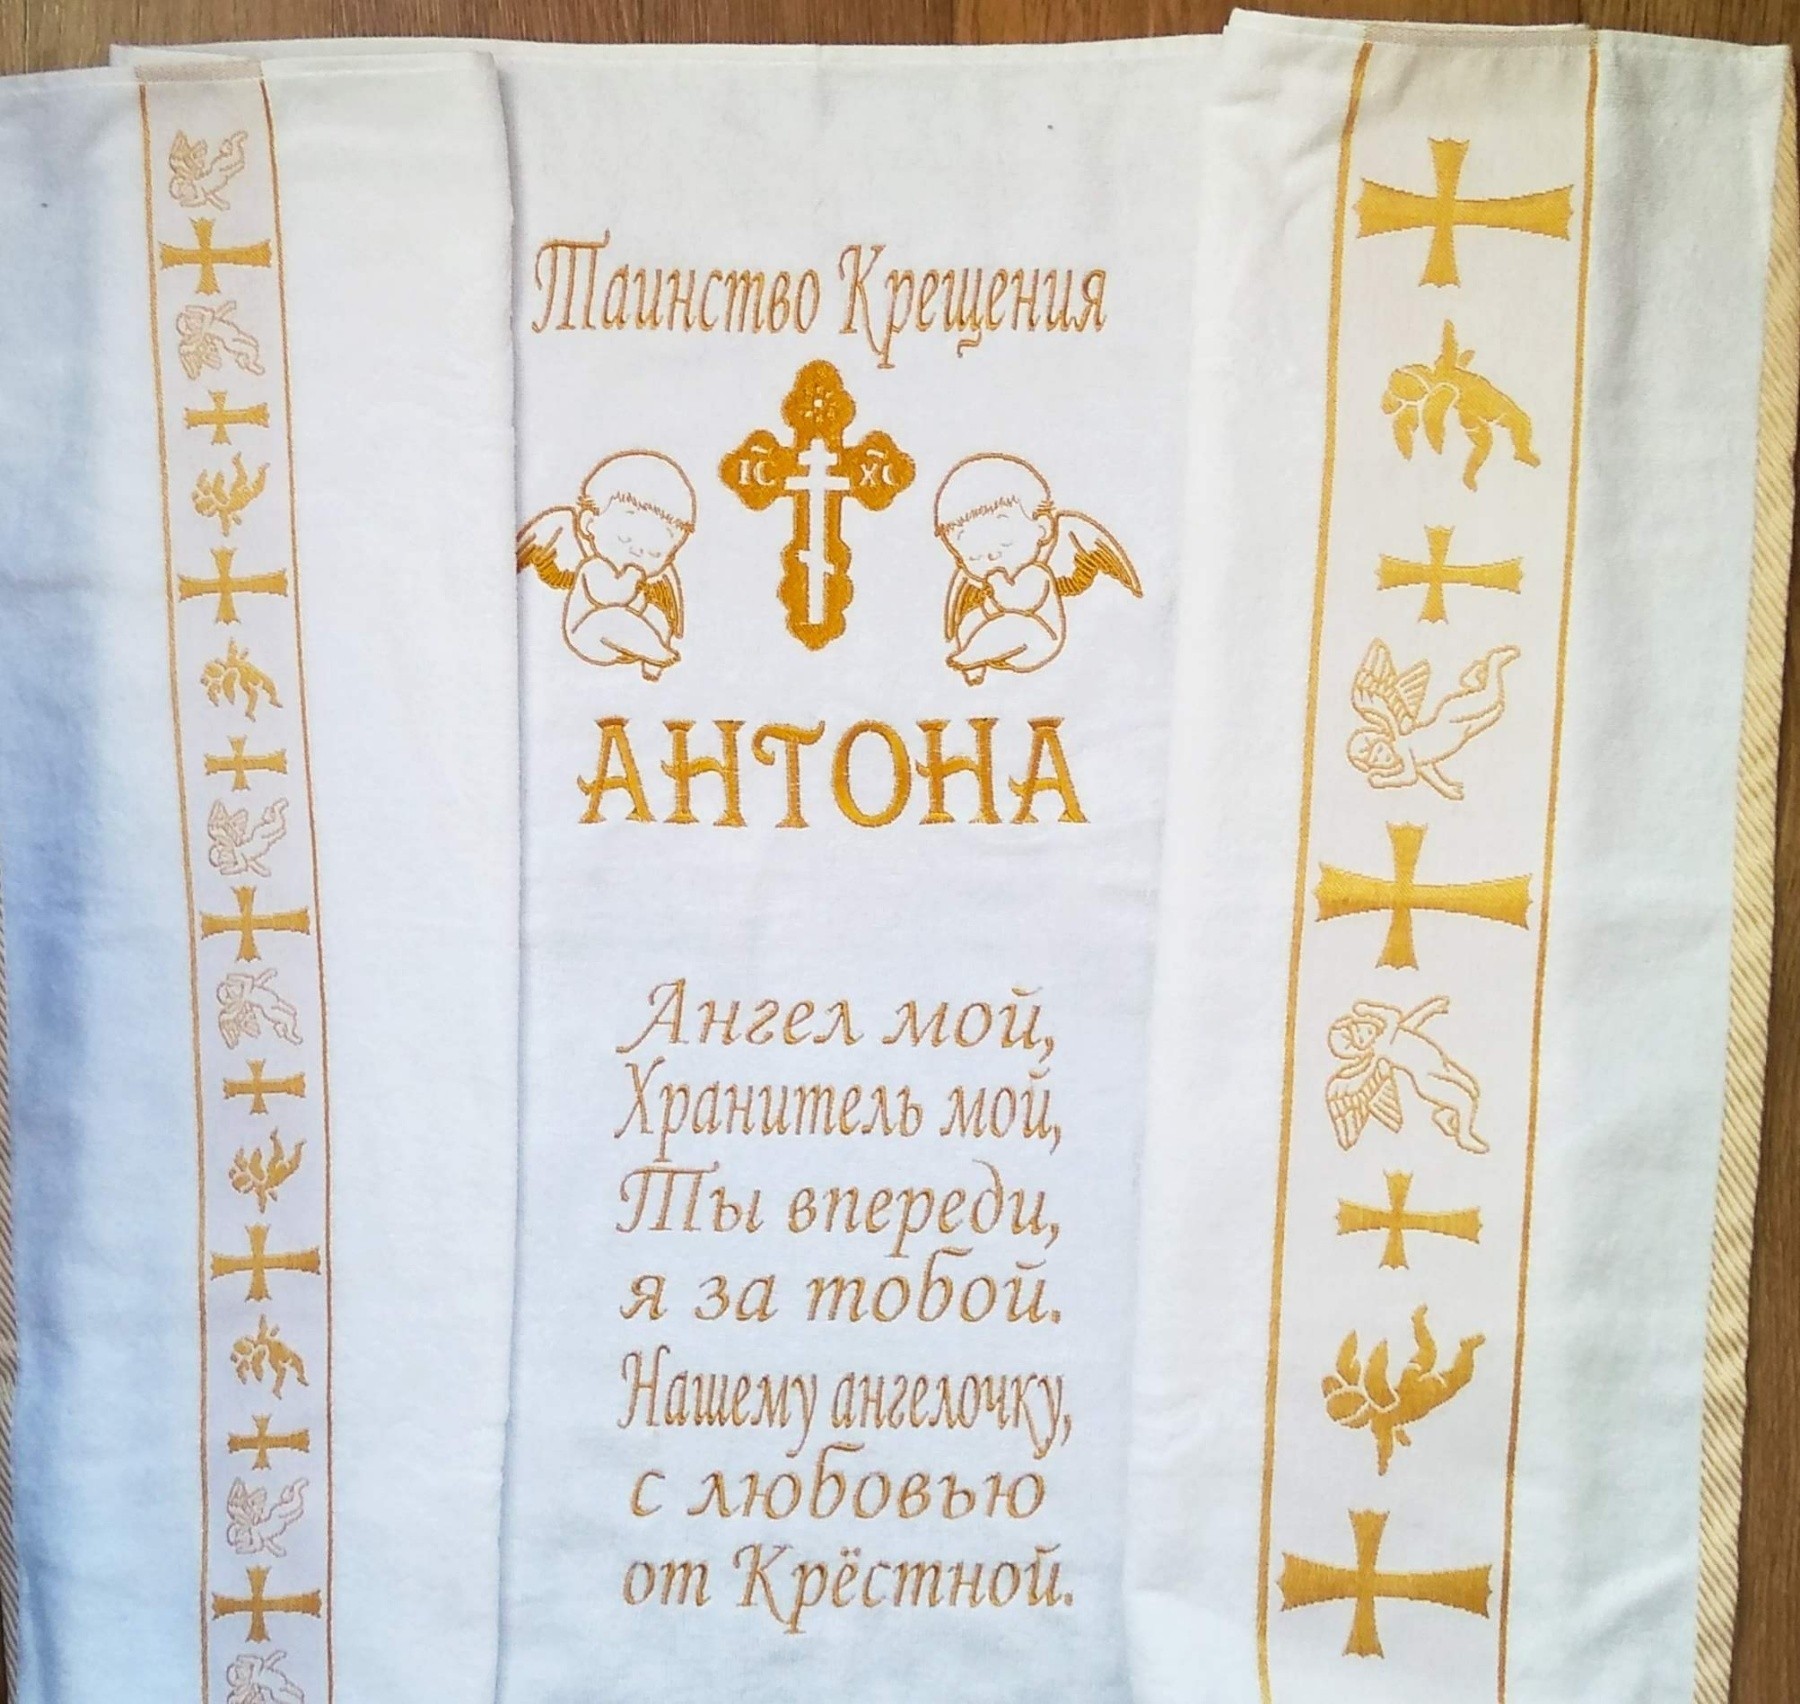 Таинство Крещения
IC XC
АНТОНА
Ангел мой,
Хранитель мой,
Ты впереди,
я за тобой.
Нашему ангелочку,
с любовью
от Крёстной.